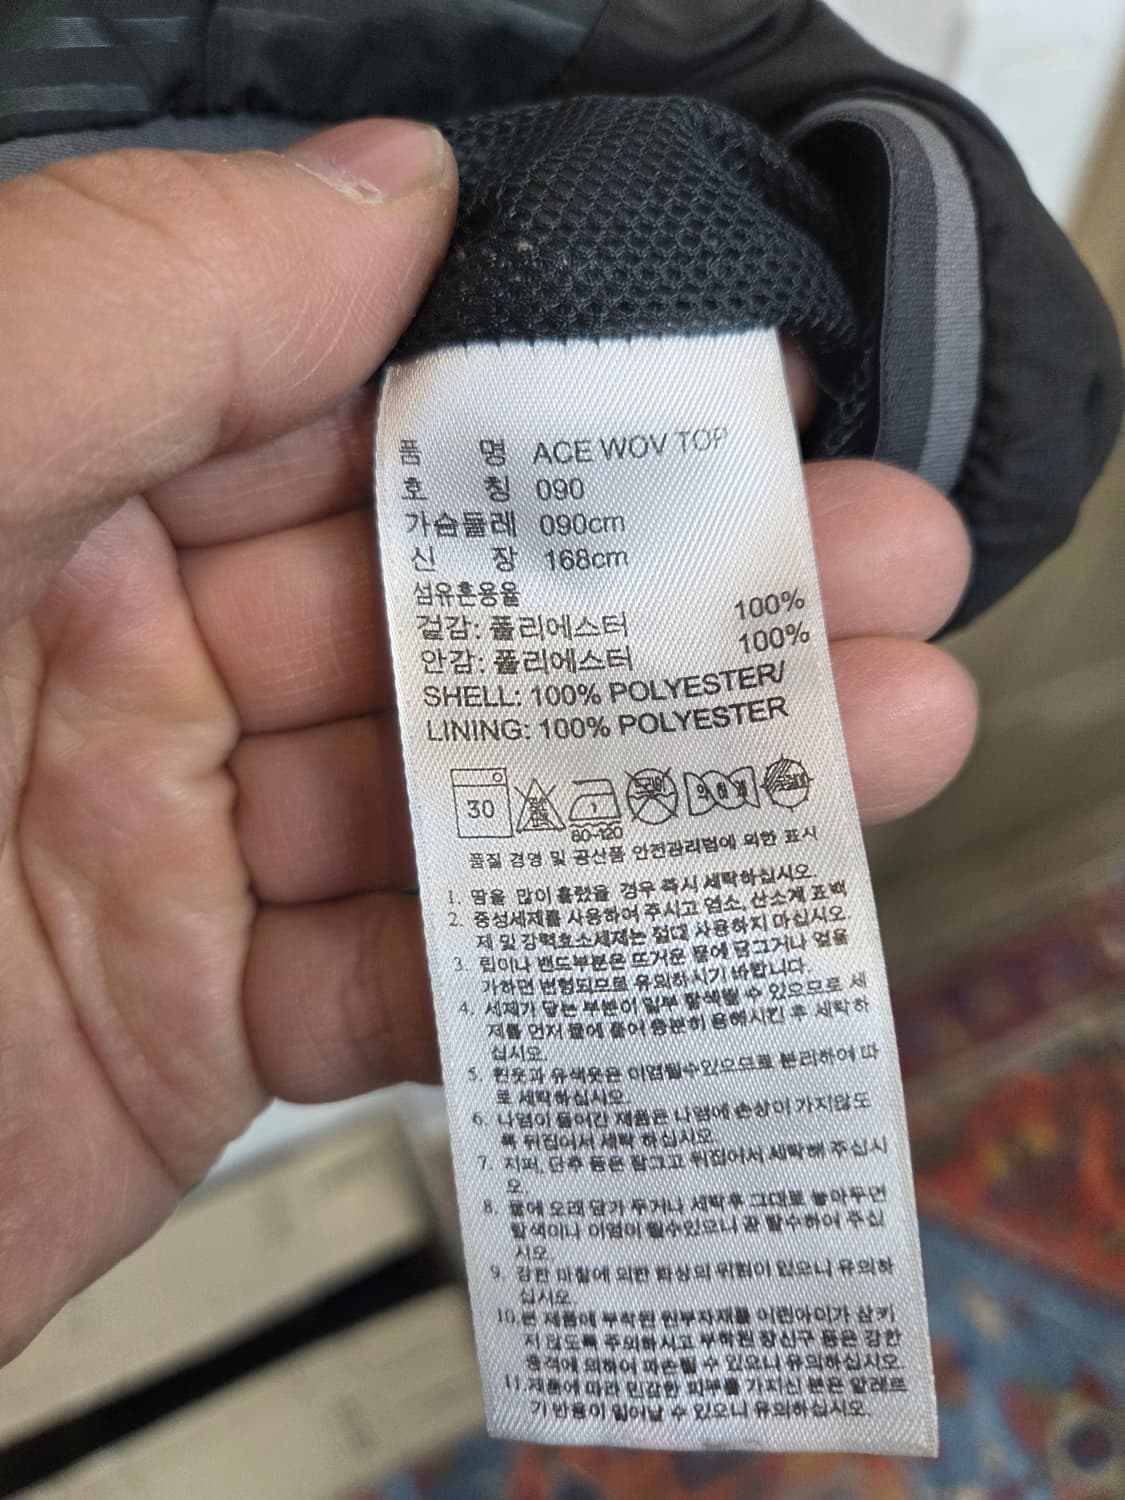 품 명 ACE WOV TOP
호 칭 090
가슴둘레 090cm
신 장 168cm
섬유혼용율
겉감: 폴리에스터 100%
안감: 폴리에스터 100%
SHELL: 100% POLYESTER/
LINING: 100% POLYESTER
30
80-120
품질 경영 및 공산품 안전관리법에 의한 표시
1. 땀을 많이 흘렸을 경우 즉시 세탁하십시오.
2. 중성세제를 사용하여 주시고 염소, 산소계 표백
제 및 강력효소세제는 절대 사용하지 마십시오.
3. 립이나 밴드부분은 뜨거운 물에 담그거나 열을
가하면 변형되므로 유의하시기 바랍니다.
4. 세제가 닿는 부분이 일부 탈색될 수 있으므로 세
제를 먼저 물에 풀어 충분히 용해시킨 후 세탁하
십시오.
5. 흰옷과 유색옷은 이염될수있으므로 분리하여 따
로 세탁하십시오.
6. 나염이 들어간 제품은 나염에 손상이 가지않도
록 뒤집어서 세탁 하십시오.
7. 지퍼, 단추 등은 잠그고 뒤집어서 세탁해 주십시
오.
8. 물에 오래 담가 두거나 세탁후 그대로 놓아두면
탈색이나 이염이 될수있으니 곧 탈수하여 주십
시오.
9. 강한 마찰에 의한 화상의 위험이 있으니 유의하
십시오.
10.본 제품에 부착된 원부자재를 어린아이가 삼키
지 않도록 주의하시고 부착된 장신구 등은 강한
충격에 의하여 파손될 수 있으니 유의하십시오.
11.제품에 따라 민감한 피부를 가지신 분은 알레르
기 반응이 일어날 수 있으니 유의하십시오.